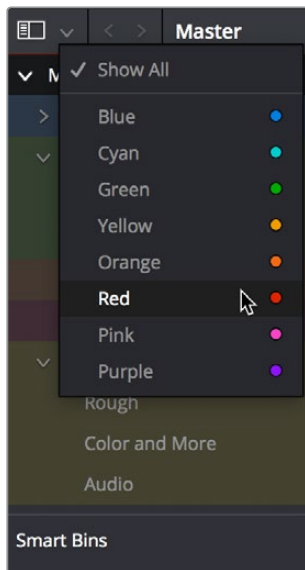 Master
M
Show All
Blue
Cyan
Green
Yellow
Orange
Red
Pink
Purple
Rough
Color and More
Audio
Smart Bins